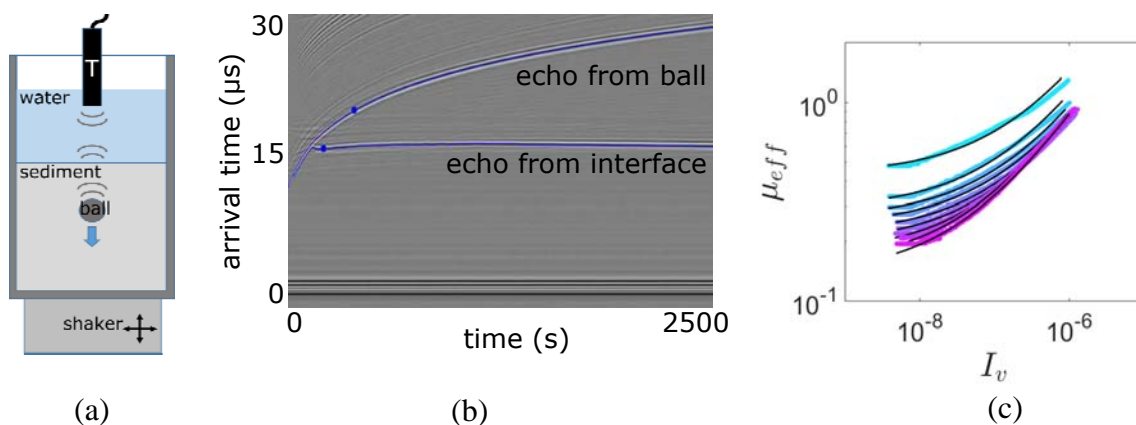 T
water
sediment
ball
shaker
(a)
arrival time (μs)
30
15
0
echo from ball
echo from interface
0
2500
time (s)
(b)
μ_eff
10^0
10^-1
10^-8
10^-6
I_v
(c)